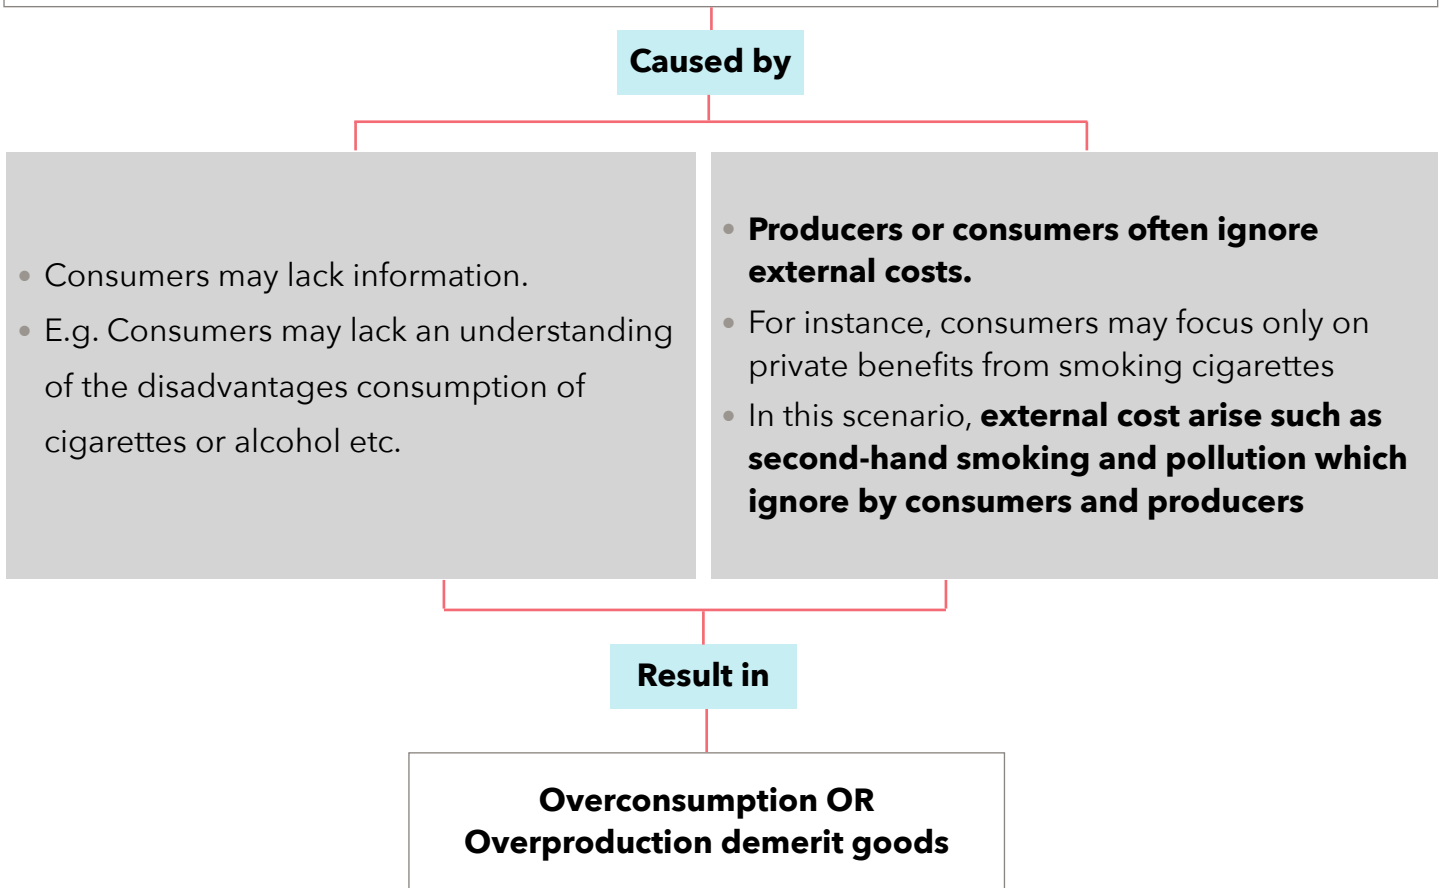 Caused by
• Consumers may lack information.
• E.g. Consumers may lack an understanding
of the disadvantages consumption of
cigarettes or alcohol etc.
• Producers or consumers often ignore
external costs.
• For instance, consumers may focus only on
private benefits from smoking cigarettes
• In this scenario, external cost arise such as
second-hand smoking and pollution which
ignore by consumers and producers
Result in
Overconsumption OR
Overproduction demerit goods